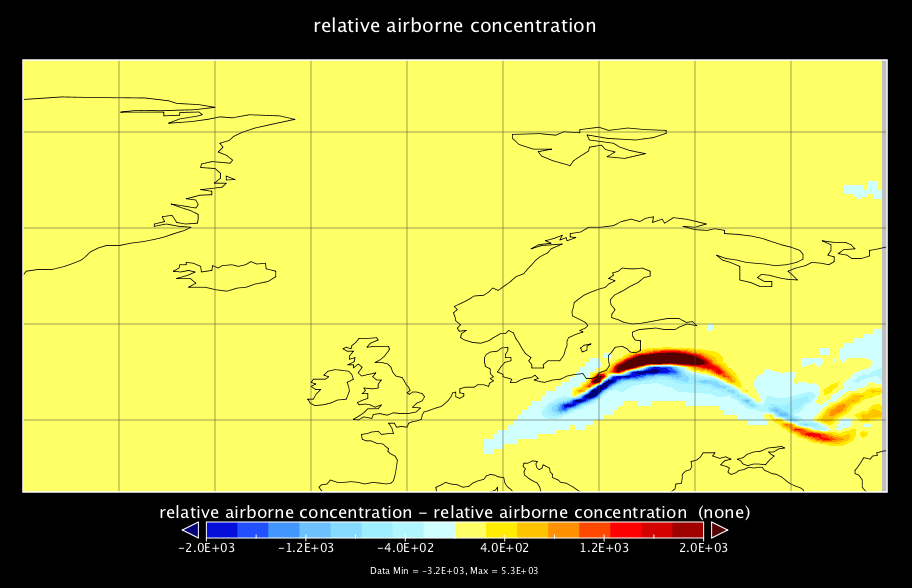 relative airborne concentration
relative airborne concentration – relative airborne concentration  (none)
-2.0E+03 -1.2E+03 -4.0E+02 4.0E+02 1.2E+03 2.0E+03
Data Min = -3.2E+03, Max = 5.3E+03